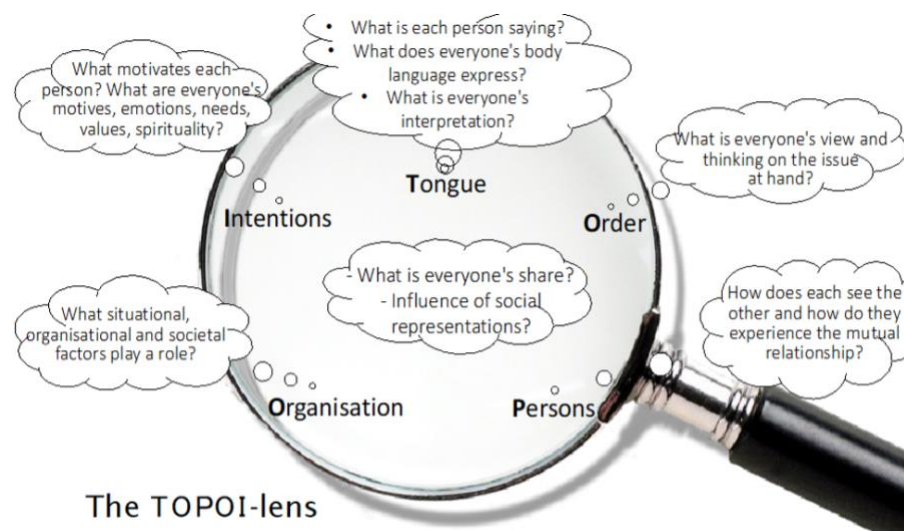 • What is each person saying?
• What does everyone's body
language express?
• What is everyone's
interpretation?
What motivates each
person? What are everyone's
motives, emotions, needs,
values, spirituality?
What is everyone's view and
thinking on the issue
at hand?
Tongue
Intentions
Order
- What is everyone's share?
- Influence of social
representations?
What situational,
organisational and societal
factors play a role?
How does each see the
other and how do they
experience the mutual
relationship?
Organisation
Persons
The TOPOI-lens